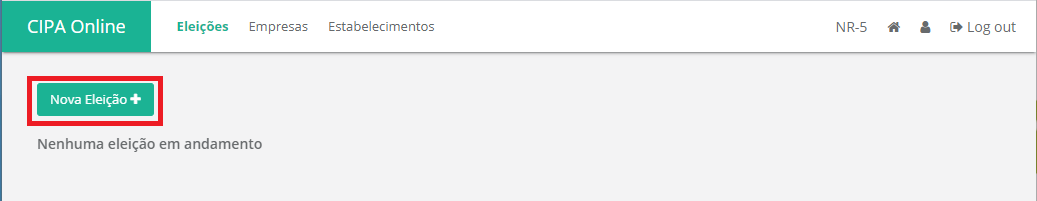 CIPA Online Eleições Empresas Estabelecimentos NR-5 Log out
Nova Eleição
Nenhuma eleição em andamento